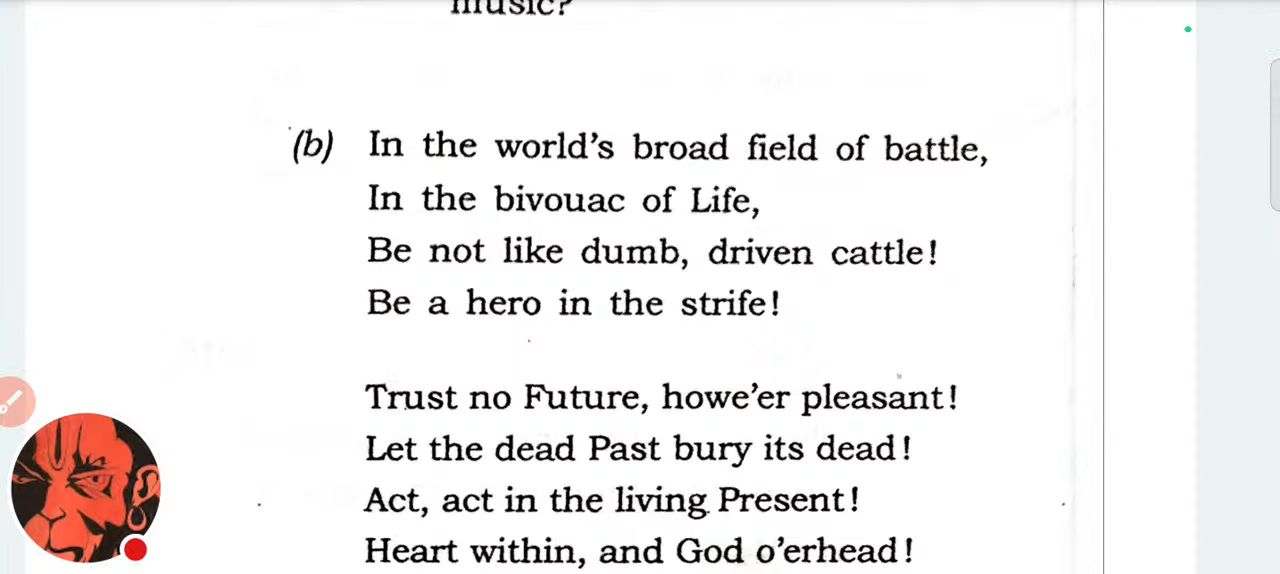 music?
(b) In the world's broad field of battle,
In the bivouac of Life,
Be not like dumb, driven cattle!
Be a hero in the strife!
Trust no Future, howe'er pleasant!
Let the dead Past bury its dead!
Act, act in the living Present!
Heart within, and God o'erhead!